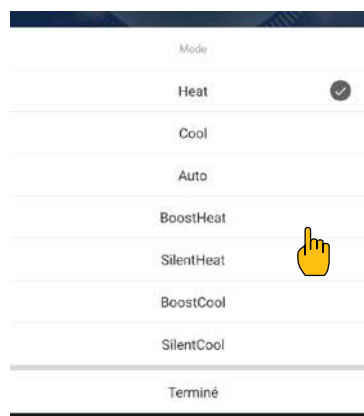 Mode
Heat
Cool
Auto
BoostHeat
SilentHeat
BoostCool
SilentCool
Terminé